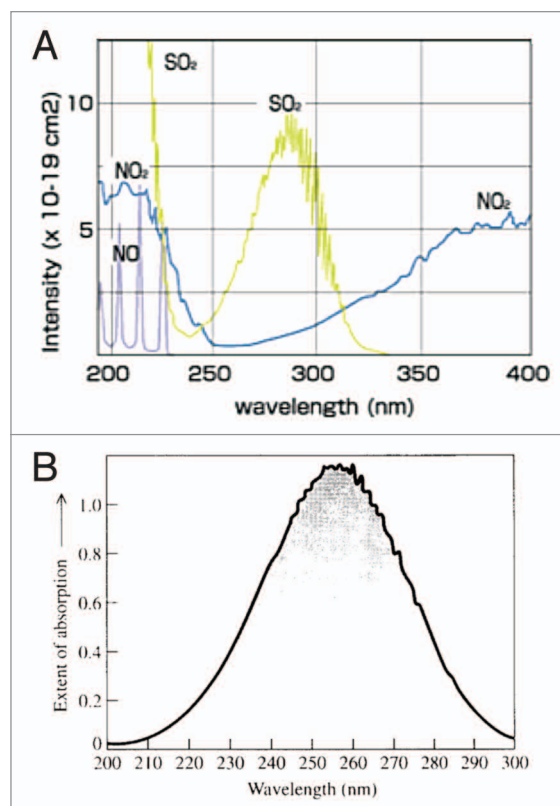 A
SO₂
SO₂
10
NO₂
NO₂
5
NO
Intensity (x 10-19 cm2)
200 250 300 350 400
wavelength (nm)
B
1.0
0.8
0.6
0.4
0.2
0
Extent of absorption
200 210 220 230 240 250 260 270 280 290 300
Wavelength (nm)